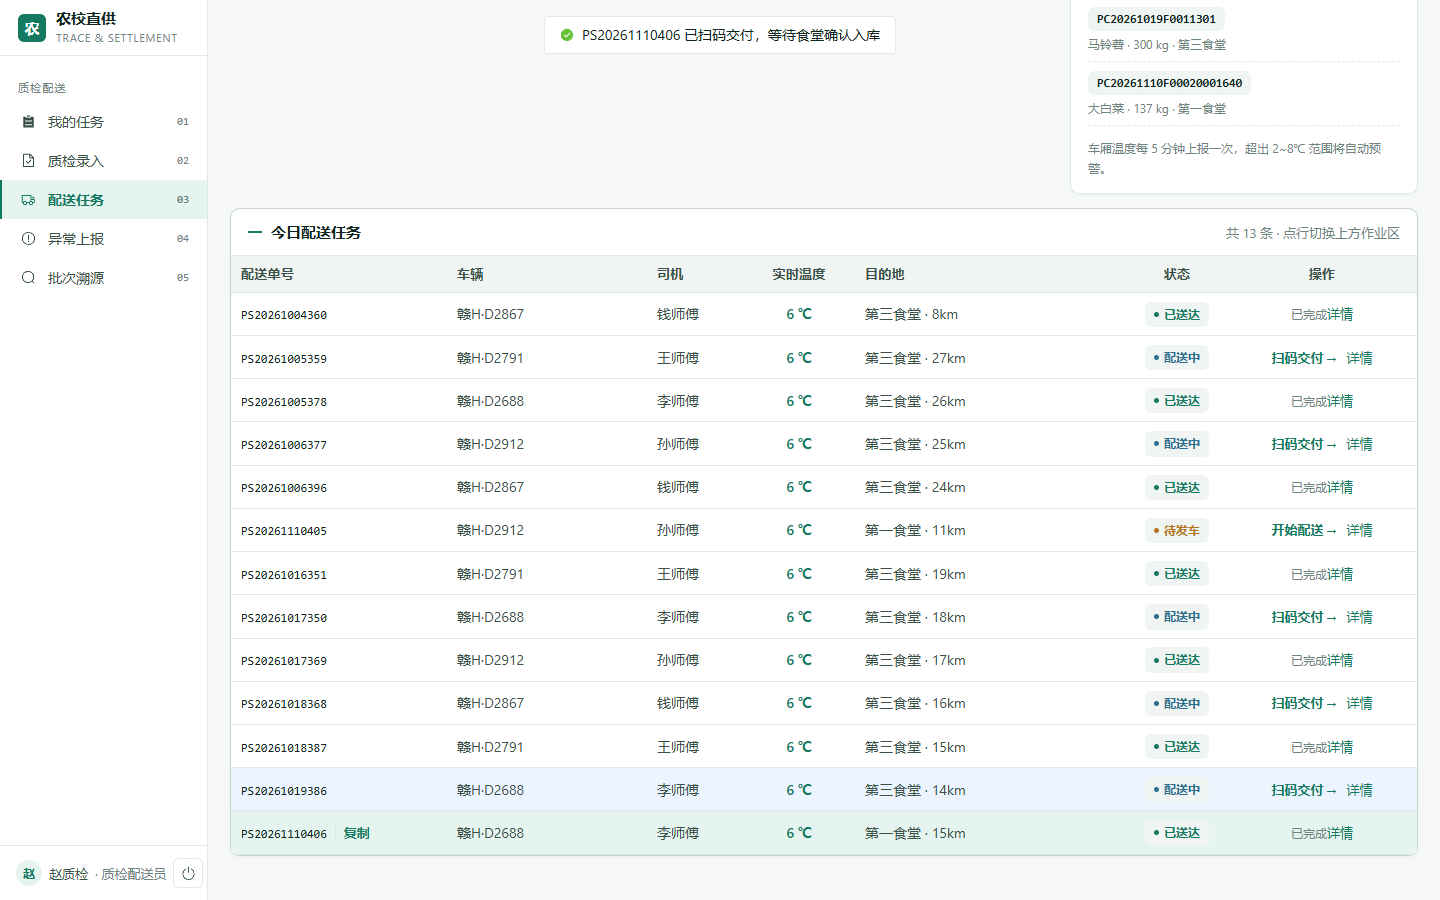 农
农校直供
TRACE & SETTLEMENT
质检配送
我的任务 01
质检录入 02
配送任务 03
异常上报 04
批次溯源 05
赵 赵质检 · 质检配送员
PS20261110406 已扫码交付，等待食堂确认入库
PC20261019F0011301
马铃薯 · 300 kg · 第三食堂
PC20261110F00020001640
大白菜 · 137 kg · 第一食堂
车厢温度每 5 分钟上报一次，超出 2~8℃ 范围将自动预
警。
今日配送任务 共 13 条 · 点行切换上方作业区
配送单号 车辆 司机 实时温度 目的地 状态 操作
PS20261004360 赣H·D2867 钱师傅 6 ℃ 第三食堂 · 8km 已送达 已完成详情
PS20261005359 赣H·D2791 王师傅 6 ℃ 第三食堂 · 27km 配送中 扫码交付→ 详情
PS20261005378 赣H·D2688 李师傅 6 ℃ 第三食堂 · 26km 已送达 已完成详情
PS20261006377 赣H·D2912 孙师傅 6 ℃ 第三食堂 · 25km 配送中 扫码交付→ 详情
PS20261006396 赣H·D2867 钱师傅 6 ℃ 第三食堂 · 24km 已送达 已完成详情
PS20261110405 赣H·D2912 孙师傅 6 ℃ 第一食堂 · 11km 待发车 开始配送→ 详情
PS20261016351 赣H·D2791 王师傅 6 ℃ 第三食堂 · 19km 已送达 已完成详情
PS20261017350 赣H·D2688 李师傅 6 ℃ 第三食堂 · 18km 配送中 扫码交付→ 详情
PS20261017369 赣H·D2912 孙师傅 6 ℃ 第三食堂 · 17km 已送达 已完成详情
PS20261018368 赣H·D2867 钱师傅 6 ℃ 第三食堂 · 16km 配送中 扫码交付→ 详情
PS20261018387 赣H·D2791 王师傅 6 ℃ 第三食堂 · 15km 已送达 已完成详情
PS20261019386 赣H·D2688 李师傅 6 ℃ 第三食堂 · 14km 配送中 扫码交付→ 详情
PS20261110406 复制 赣H·D2688 李师傅 6 ℃ 第一食堂 · 15km 已送达 已完成详情